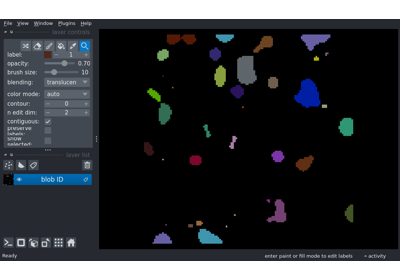 File View Window Plugins Help
layer controls
label: 1
opacity: 0.70
brush size: 10
blending: translucen
color mode: auto
contour: 0
n edit dim: 2
contiguous:
preserve
labels:
show
selected:
layer list
blob ID
Ready enter paint or fill mode to edit labels activity